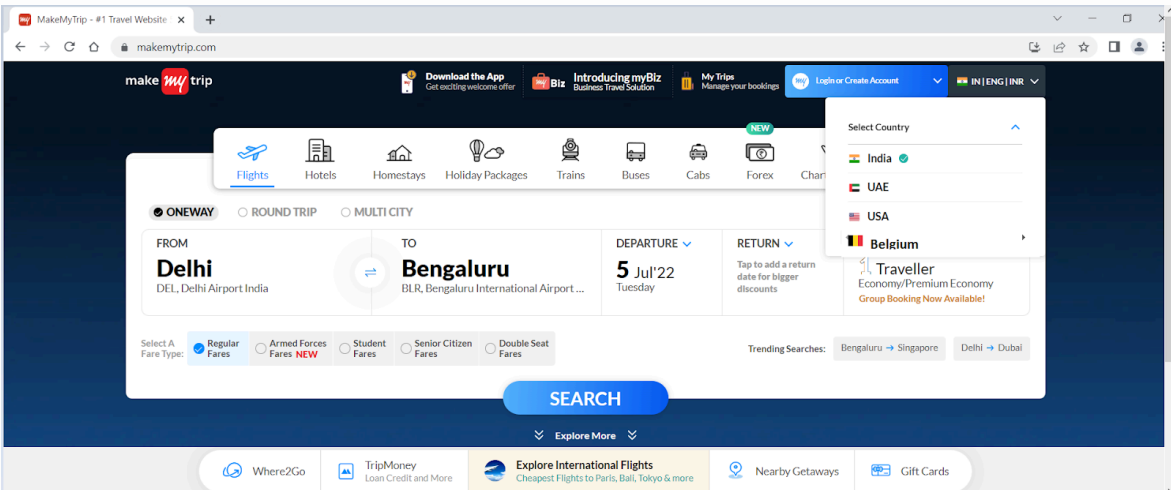 MakeMyTrip - #1 Travel Website
makemytrip.com
make my trip
Download the App
Get exciting welcome offer
myBiz
Introducing myBiz
Business Travel Solution
My Trips
Manage your bookings
my
Login or Create Account
IN | ENG | INR
Select Country
India
UAE
USA
Belgium
NEW
Flights
Hotels
Homestays
Holiday Packages
Trains
Buses
Cabs
Forex
Chart
ONEWAY
ROUND TRIP
MULTI CITY
FROM
Delhi
DEL, Delhi Airport India
TO
Bengaluru
BLR, Bengaluru International Airport ...
DEPARTURE
5 Jul'22
Tuesday
RETURN
Tap to add a return
date for bigger
discounts
1 Traveller
Economy/Premium Economy
Group Booking Now Available!
Select A
Fare Type:
Regular
Fares
Armed Forces
Fares NEW
Student
Fares
Senior Citizen
Fares
Double Seat
Fares
Trending Searches:
Bengaluru → Singapore
Delhi → Dubai
SEARCH
Explore More
Where2Go
TripMoney
Loan Credit and More
Explore International Flights
Cheapest Flights to Paris, Bali, Tokyo & more
Nearby Getaways
Gift Cards